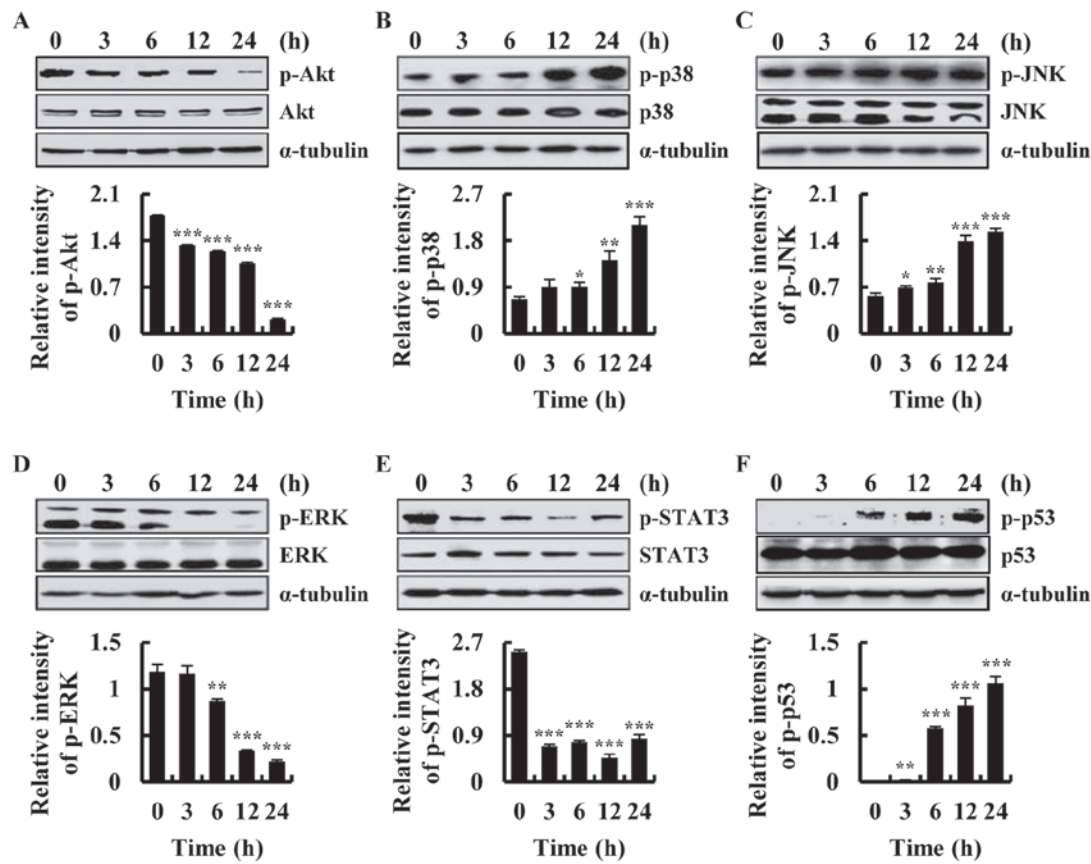 A
0 3 6 12 24 (h)
p-Akt
Akt
α-tubulin
Relative intensity
of p-Akt
2.1
1.4
0.7
0
*** *** *** ***
0 3 6 12 24
Time (h)
B
0 3 6 12 24 (h)
p-p38
p38
α-tubulin
Relative intensity
of p-p38
2.7
1.8
0.9
0
* ** ***
0 3 6 12 24
Time (h)
C
0 3 6 12 24 (h)
p-JNK
JNK
α-tubulin
Relative intensity
of p-JNK
2.1
1.4
0.7
0
* ** *** ***
0 3 6 12 24
Time (h)
D
0 3 6 12 24 (h)
p-ERK
ERK
α-tubulin
Relative intensity
of p-ERK
1.5
1
0.5
0
** *** ***
0 3 6 12 24
Time (h)
E
0 3 6 12 24 (h)
p-STAT3
STAT3
α-tubulin
Relative intensity
of p-STAT3
2.7
1.8
0.9
0
*** *** *** ***
0 3 6 12 24
Time (h)
F
0 3 6 12 24 (h)
p-p53
p53
α-tubulin
Relative intensity
of p-p53
1.5
1
0.5
0
** *** *** ***
0 3 6 12 24
Time (h)